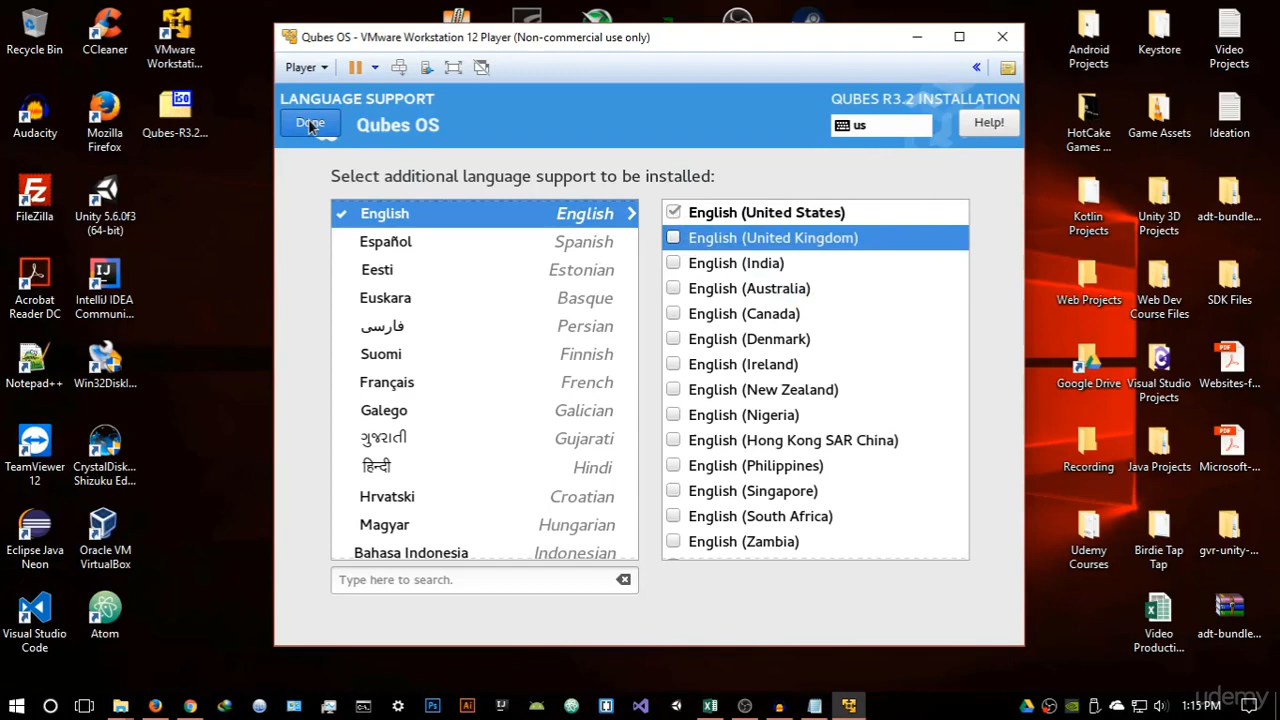 Qubes OS - VMware Workstation 12 Player (Non-commercial use only)
Player
LANGUAGE SUPPORT
QUBES R3.2 INSTALLATION
Done
Qubes OS
us
Help!
Select additional language support to be installed:
English English
Español Spanish
Eesti Estonian
Euskara Basque
فارسی Persian
Suomi Finnish
Français French
Galego Galician
ગુજરાતી Gujarati
हिन्दी Hindi
Hrvatski Croatian
Magyar Hungarian
Bahasa Indonesia Indonesian
Type here to search.
English (United States)
English (United Kingdom)
English (India)
English (Australia)
English (Canada)
English (Denmark)
English (Ireland)
English (New Zealand)
English (Nigeria)
English (Hong Kong SAR China)
English (Philippines)
English (Singapore)
English (South Africa)
English (Zambia)
Recycle Bin
CCleaner
VMware
Workstati...
Audacity
Mozilla
Firefox
ISO
Qubes-R3.2...
FileZilla
Unity 5.6.0f3
(64-bit)
Acrobat
Reader DC
IntelliJ IDEA
Communi...
Notepad++
Win32Diskl...
TeamViewer
12
CrystalDisk...
Shizuku Ed...
Eclipse Java
Neon
Oracle VM
VirtualBox
Visual Studio
Code
Atom
Android
Projects
Keystore
Video
Projects
HotCake
Games ...
Game Assets
Ideation
Kotlin
Projects
Unity 3D
Projects
adt-bundle...
Web Projects
Web Dev
Course Files
SDK Files
Google Drive
Visual Studio
Projects
PDF
Websites-f...
Recording
Java Projects
PDF
Microsoft-...
Udemy
Courses
Birdie Tap
Tap
gvr-unity-...
Video
Producti...
adt-bundle...
udemy
1:15 PM